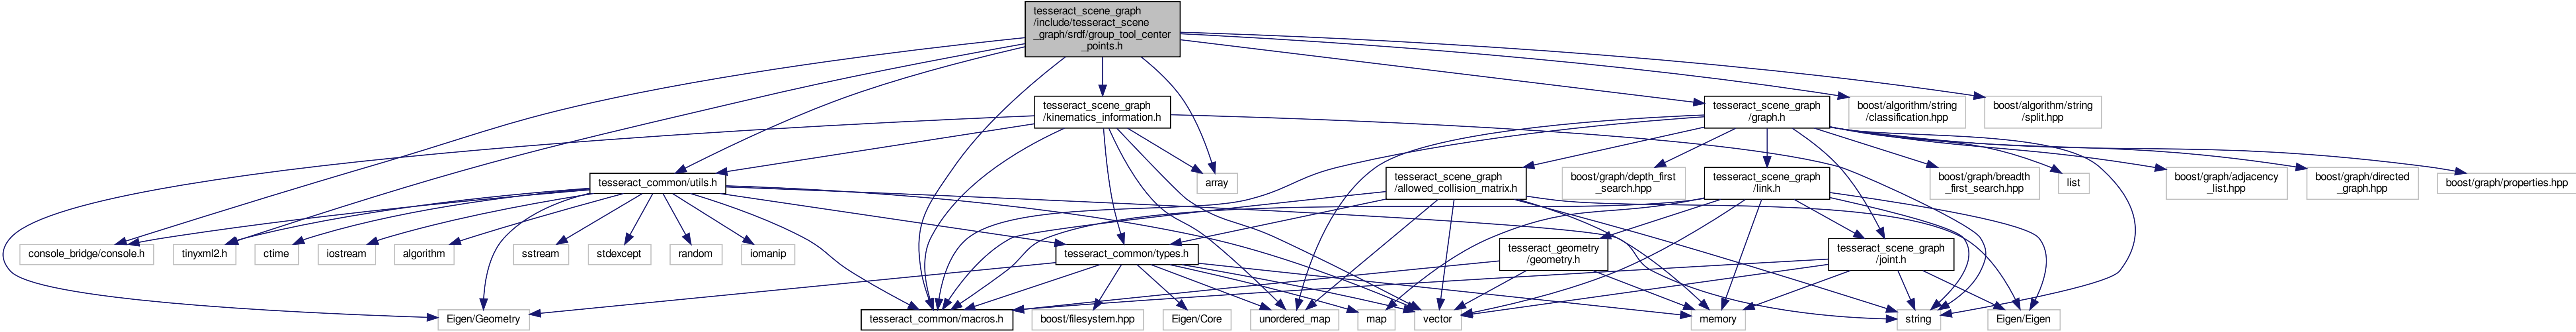 tesseract_scene_graph
/include/tesseract_scene
_graph/srdf/group_tool_center
_points.h
tesseract_scene_graph
/kinematics_information.h
tesseract_scene_graph
/graph.h
boost/algorithm/string
/classification.hpp
boost/algorithm/string
/split.hpp
tesseract_common/utils.h
array
tesseract_scene_graph
/allowed_collision_matrix.h
boost/graph/depth_first
_search.hpp
tesseract_scene_graph
/link.h
boost/graph/breadth
_first_search.hpp
list
boost/graph/adjacency
_list.hpp
boost/graph/directed
_graph.hpp
boost/graph/properties.hpp
console_bridge/console.h
tinyxml2.h
ctime
iostream
algorithm
sstream
stdexcept
random
iomanip
tesseract_common/types.h
tesseract_geometry
/geometry.h
tesseract_scene_graph
/joint.h
Eigen/Geometry
tesseract_common/macros.h
boost/filesystem.hpp
Eigen/Core
unordered_map
map
vector
memory
string
Eigen/Eigen